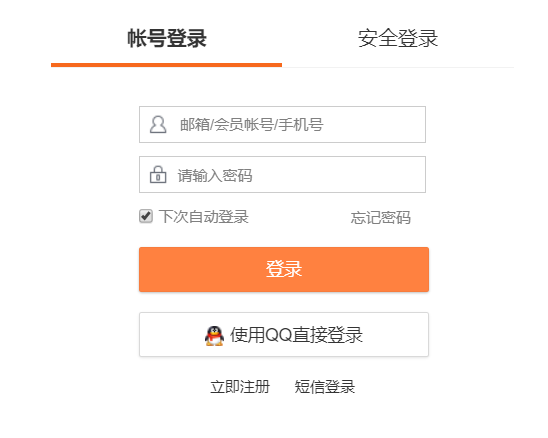 帐号登录 安全登录
邮箱/会员帐号/手机号
请输入密码
下次自动登录 忘记密码
登录
使用QQ直接登录
立即注册 短信登录